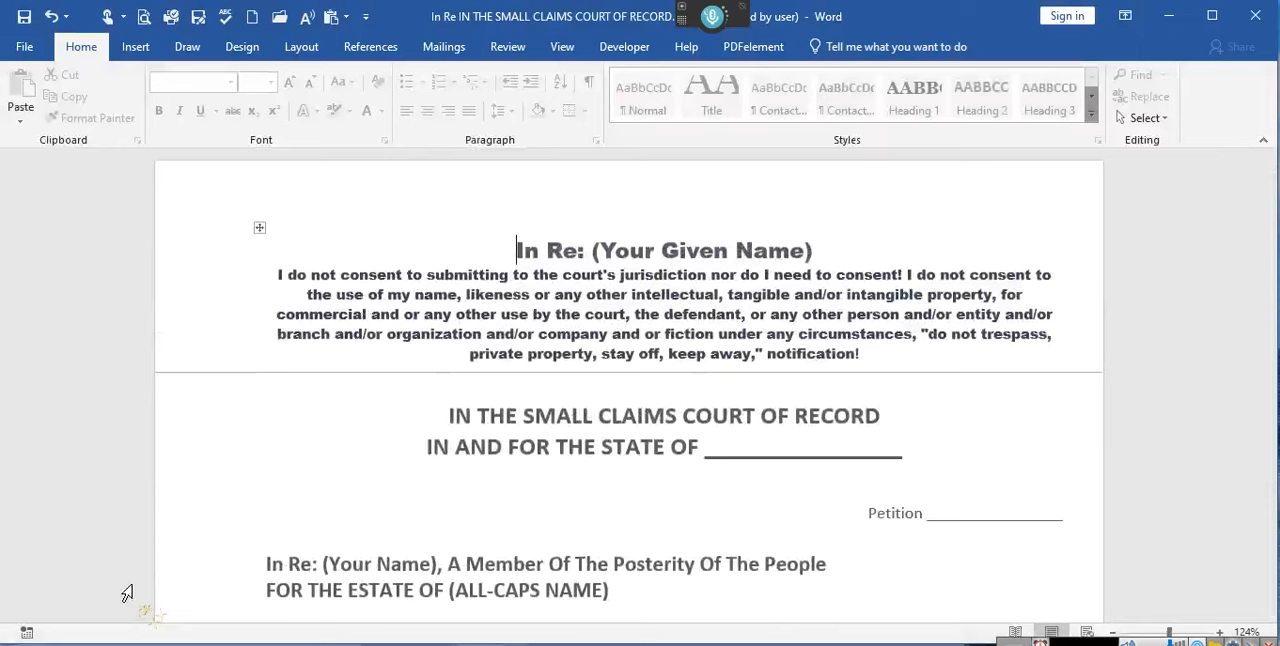 In Re IN THE SMALL CLAIMS COURT OF RECORD. d by user) - Word
Sign in
File Home Insert Draw Design Layout References Mailings Review View Developer Help PDFelement Tell me what you want to do Share
Cut
Copy
Format Painter
Paste
B I U abc X₂ X² A A
Aa
AaBbCcDc AA AaBbCcDc AaBbCcDc AABB AABBCC AABBCCD
¶ Normal Title ¶ Contact... ¶ Contact... Heading 1 Heading 2 Heading 3
Find
Replace
Select
Clipboard Font Paragraph Styles Editing
In Re: (Your Given Name)
I do not consent to submitting to the court's jurisdiction nor do I need to consent! I do not consent to
the use of my name, likeness or any other intellectual, tangible and/or intangible property, for
commercial and or any other use by the court, the defendant, or any other person and/or entity and/or
branch and/or organization and/or company and or fiction under any circumstances, "do not trespass,
private property, stay off, keep away," notification!
IN THE SMALL CLAIMS COURT OF RECORD
IN AND FOR THE STATE OF _________________
Petition ________________
In Re: (Your Name), A Member Of The Posterity Of The People
FOR THE ESTATE OF (ALL-CAPS NAME)
124%